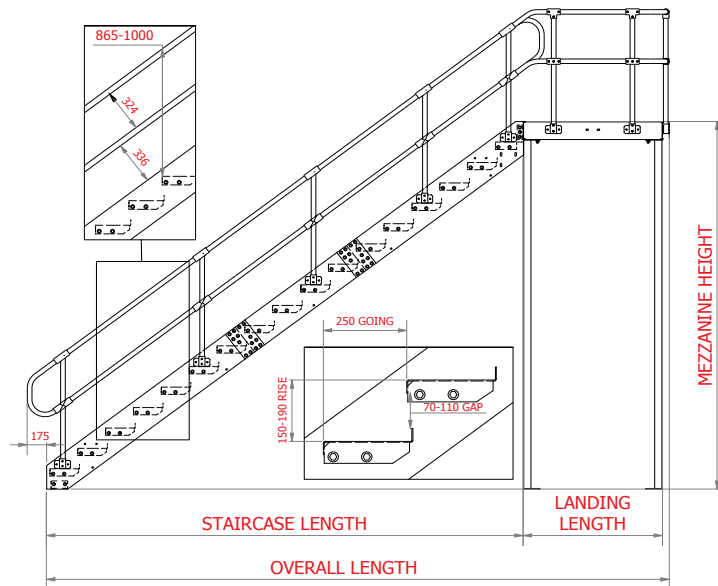 865-1000
324
336
250 GOING
150-190 RISE
70-110 GAP
175
MEZZANINE HEIGHT
STAIRCASE LENGTH
LANDING
LENGTH
OVERALL LENGTH